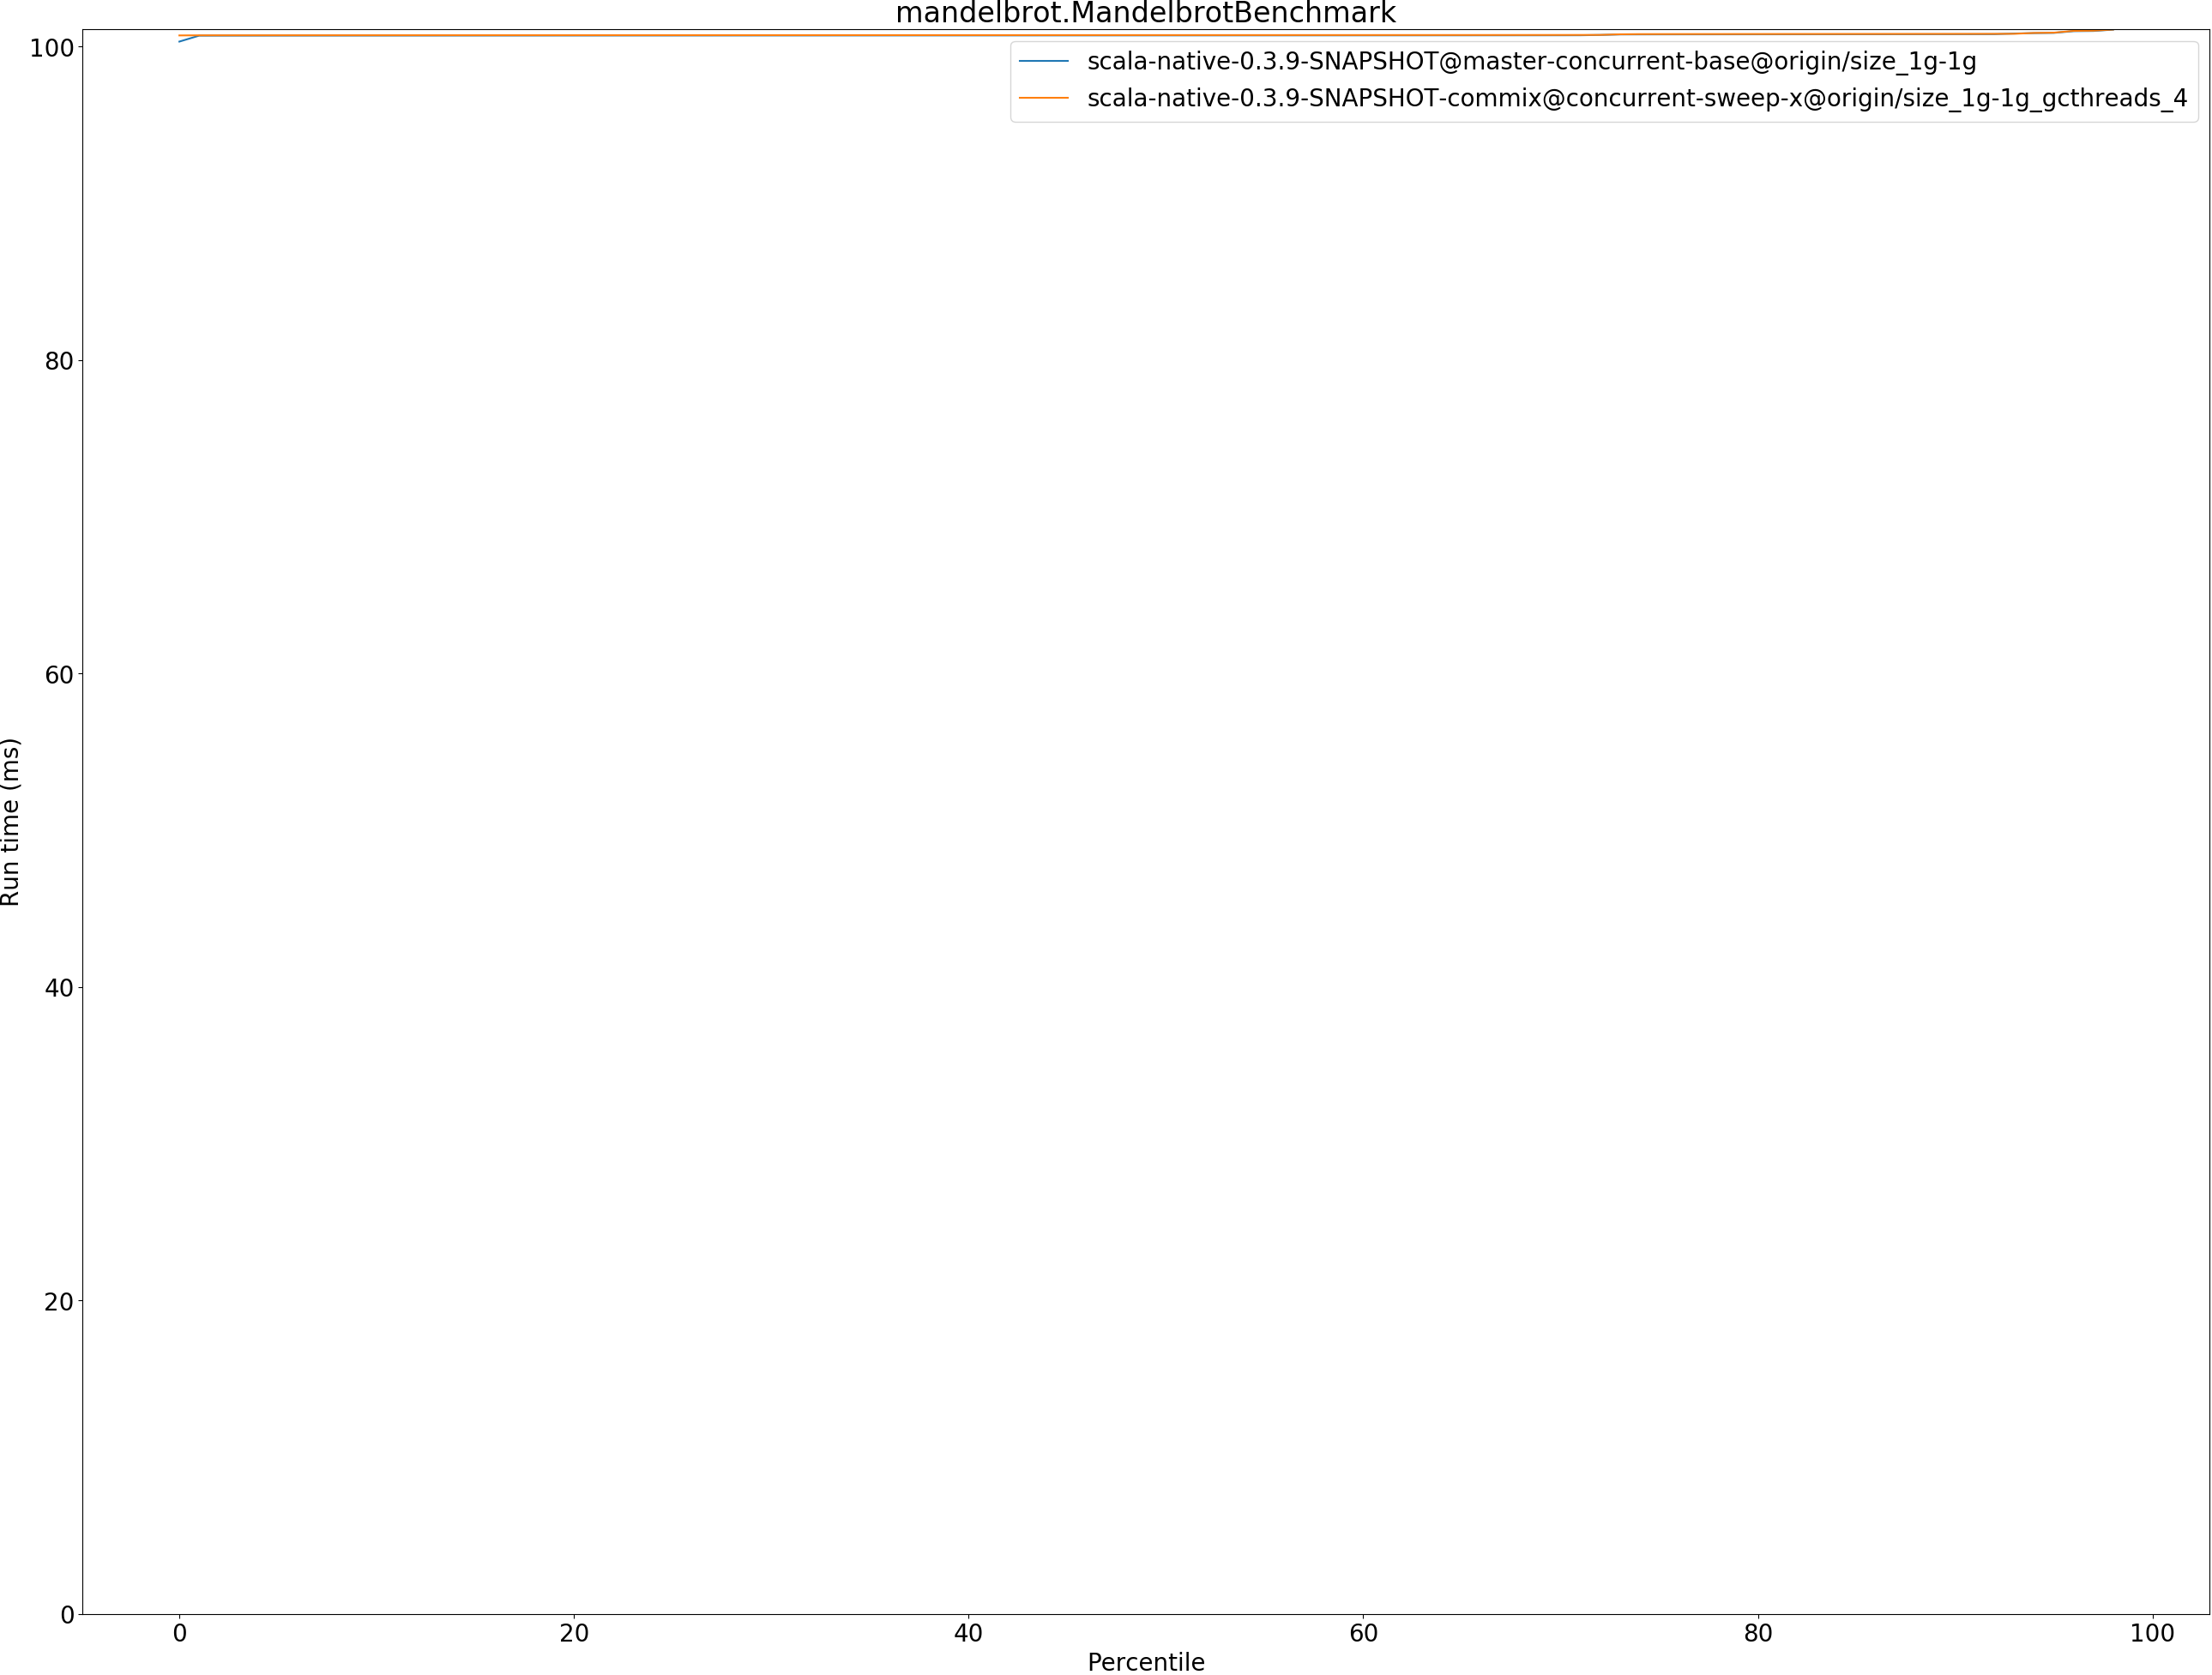 mandelbrot.MandelbrotBenchmark
scala-native-0.3.9-SNAPSHOT@master-concurrent-base@origin/size_1g-1g
scala-native-0.3.9-SNAPSHOT-commix@concurrent-sweep-x@origin/size_1g-1g_gcthreads_4
100
80
60
40
20
0
Run time (ms)
0 20 40 60 80 100
Percentile